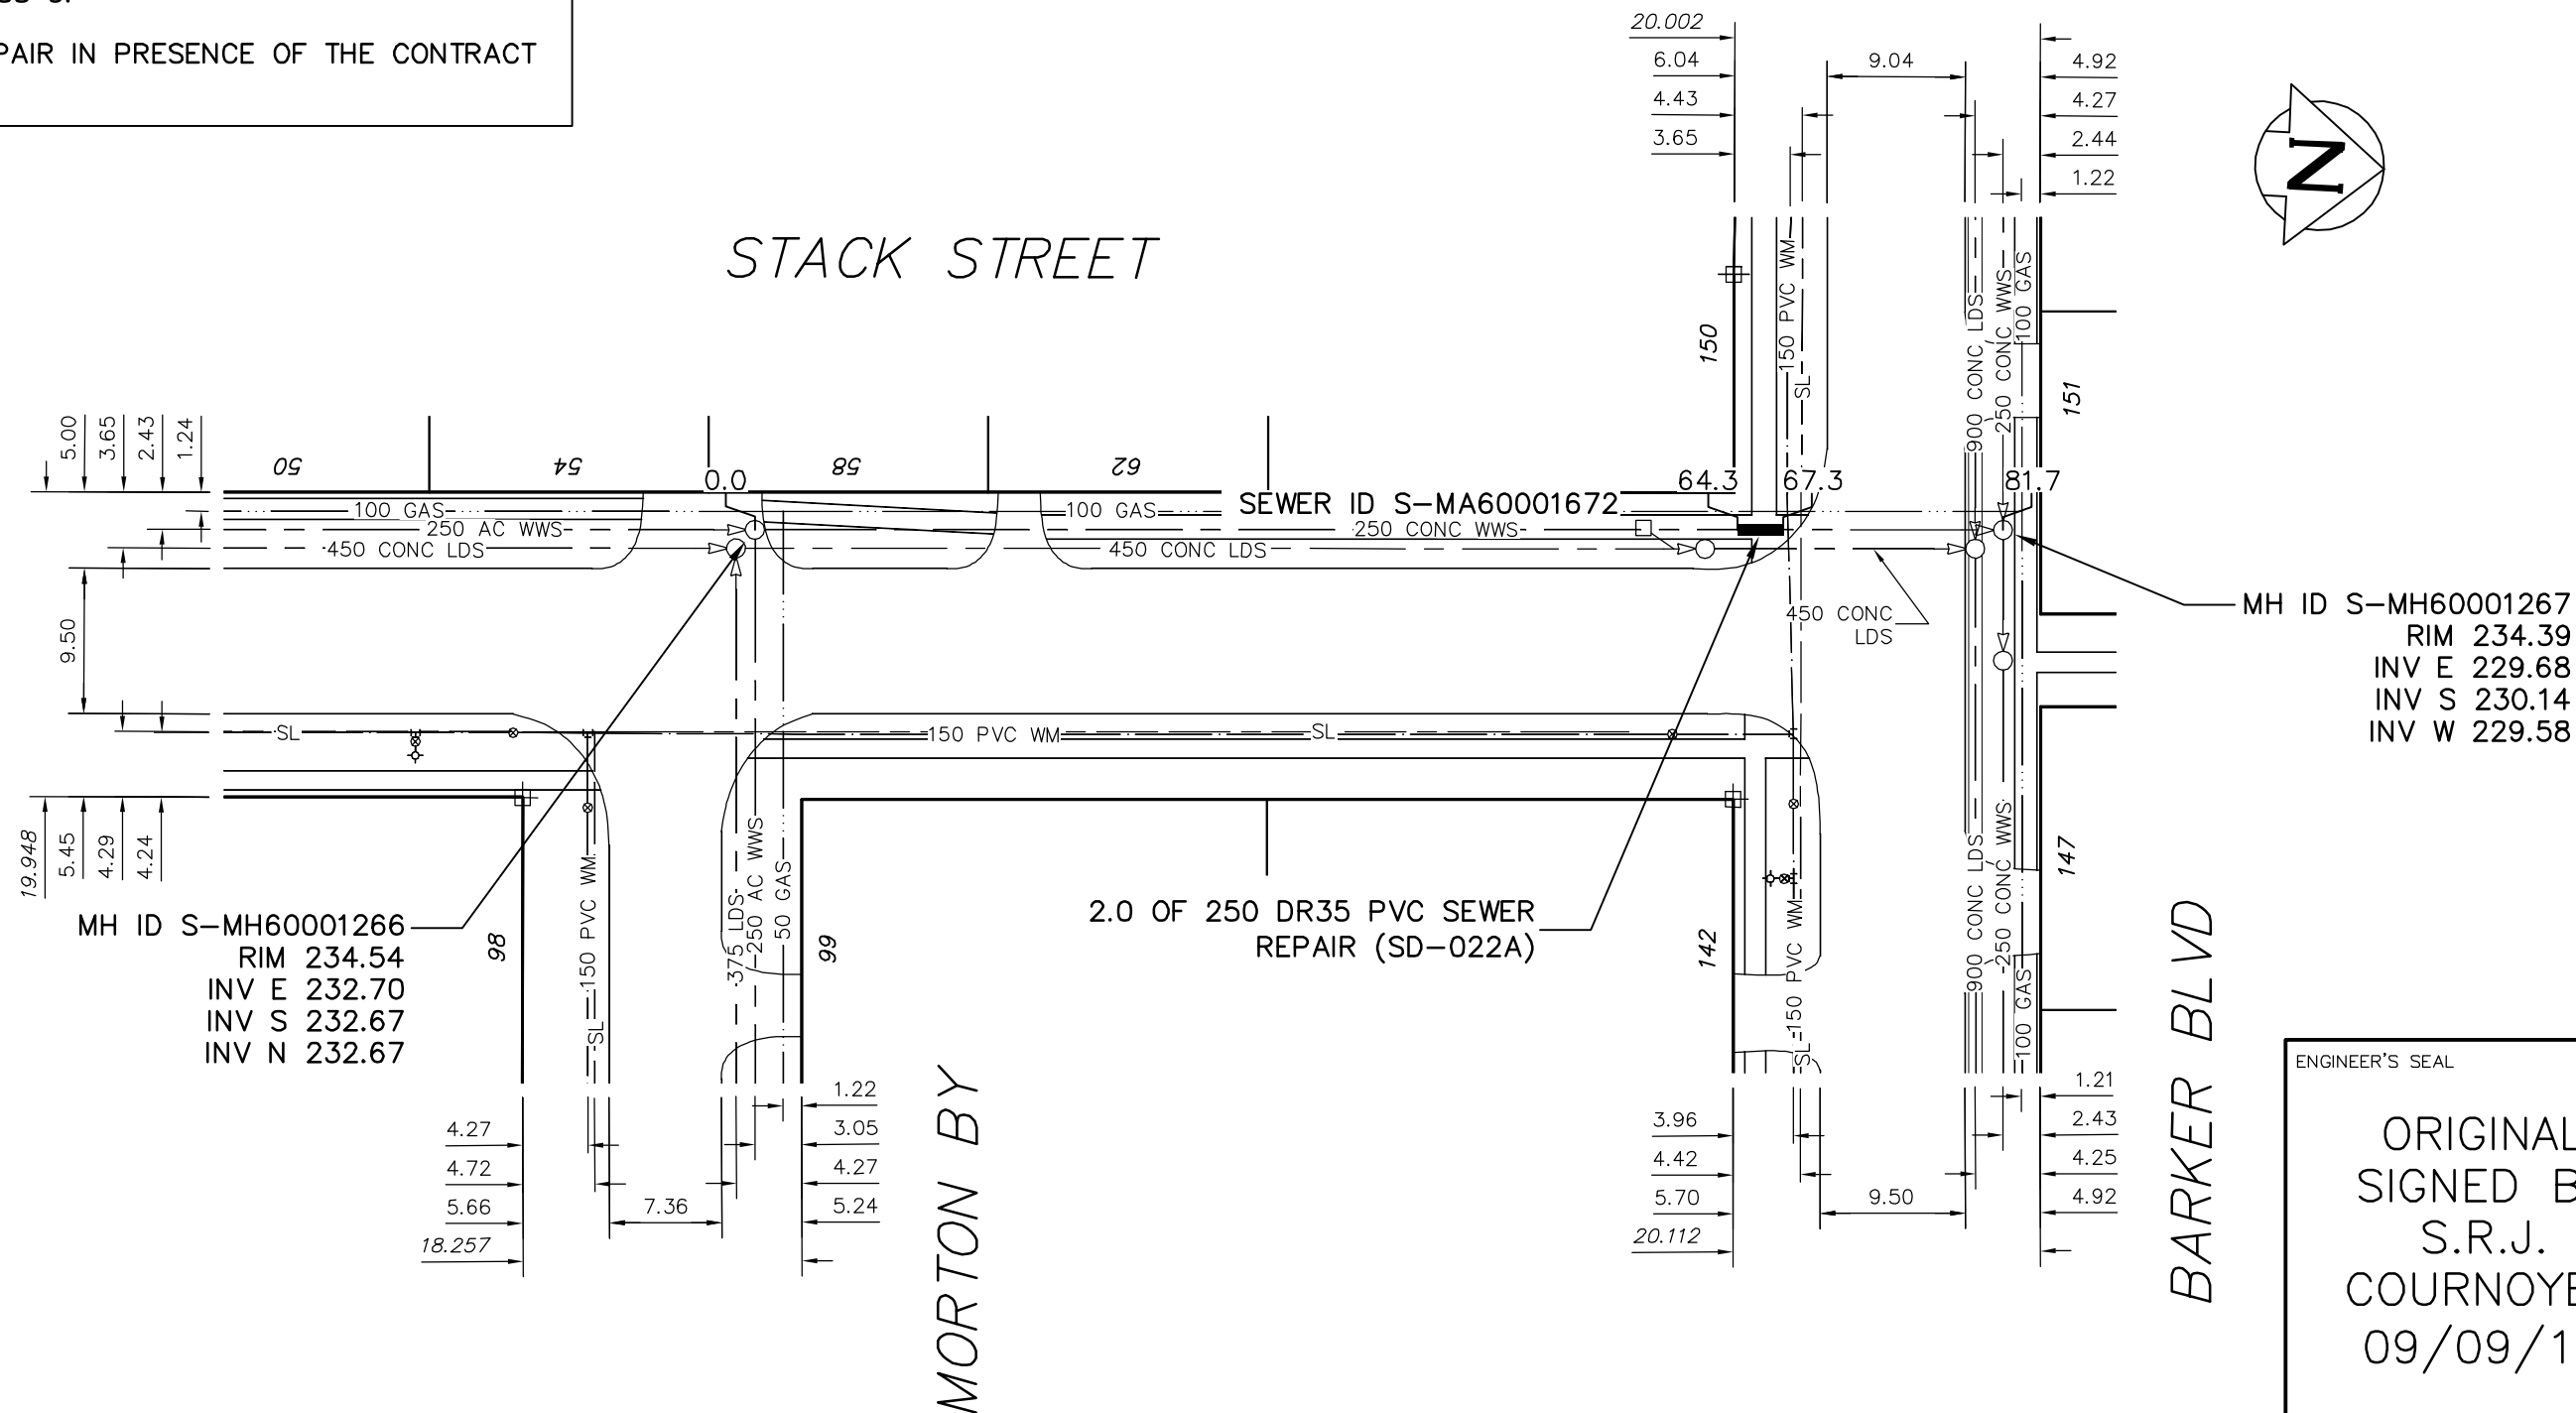 PAIR IN PRESENCE OF THE CONTRACT
20.002
6.04
4.43
3.65
9.04
4.92
4.27
2.44
1.22
N
STACK STREET
150 PVC WM
SL
150
900 CONC LDS
250 CONC WWS
100 GAS
151
5.00
3.65
2.43
1.24
50
54
0.0
58
62
64.3
67.3
81.7
SEWER ID S-MA60001672
100 GAS
250 AC WWS
450 CONC LDS
100 GAS
250 CONC WWS
450 CONC LDS
450 CONC
LDS
MH ID S-MH60001267
RIM 234.39
INV E 229.68
INV S 230.14
INV W 229.58
9.50
SL
150 PVC WM
SL
19.948
5.45
4.29
4.24
MH ID S-MH60001266
RIM 234.54
INV E 232.70
INV S 232.67
INV N 232.67
98
150 PVC WM
SL
375 LDS
250 AC WWS
50 GAS
99
2.0 OF 250 DR35 PVC SEWER
REPAIR (SD-022A)
142
150 PVC WM
SL
900 CONC LDS
250 CONC WWS
100 GAS
147
BARKER BLVD
MORTON BY
4.27
4.72
5.66
18.257
7.36
1.22
3.05
4.27
5.24
3.96
4.42
5.70
20.112
9.50
1.21
2.43
4.25
4.92
ENGINEER'S SEAL
ORIGINAL
SIGNED B
S.R.J.
COURNOYE
09/09/1